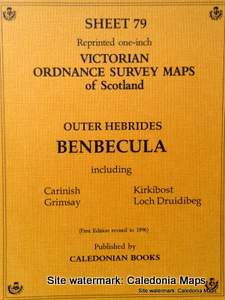 SHEET 79
Reprinted one-inch
VICTORIAN
ORDNANCE SURVEY MAPS
of Scotland
OUTER HEBRIDES
BENBECULA
including
Carinish Kirkibost
Grimsay Loch Druidibeg
(First Edition revised to 1896)
Published by
CALEDONIAN BOOKS
Site watermark: Caledonia Maps
Site watermark: Caledonia Maps